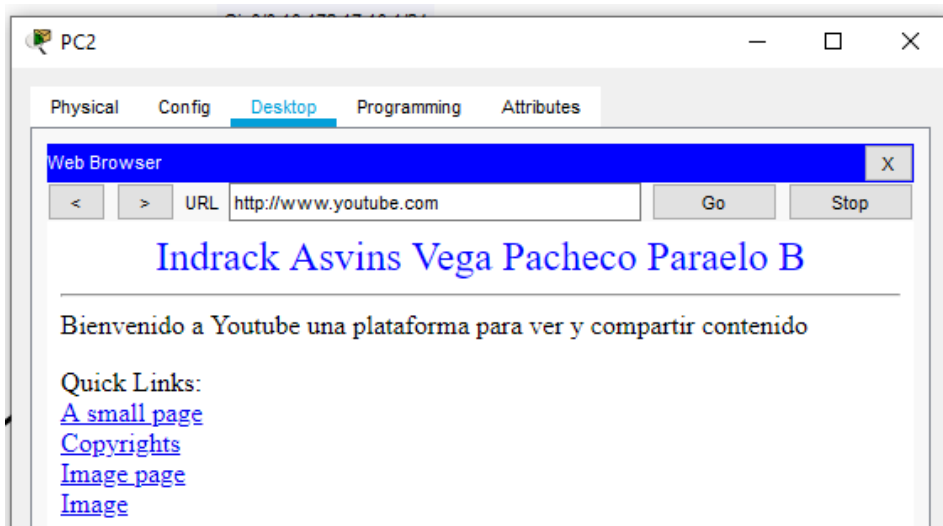 PC2
Physical Config Desktop Programming Attributes
Web Browser X
< > URL http://www.youtube.com Go Stop
Indrack Asvins Vega Pacheco Paraelo B
Bienvenido a Youtube una plataforma para ver y compartir contenido
Quick Links:
A small page
Copyrights
Image page
Image